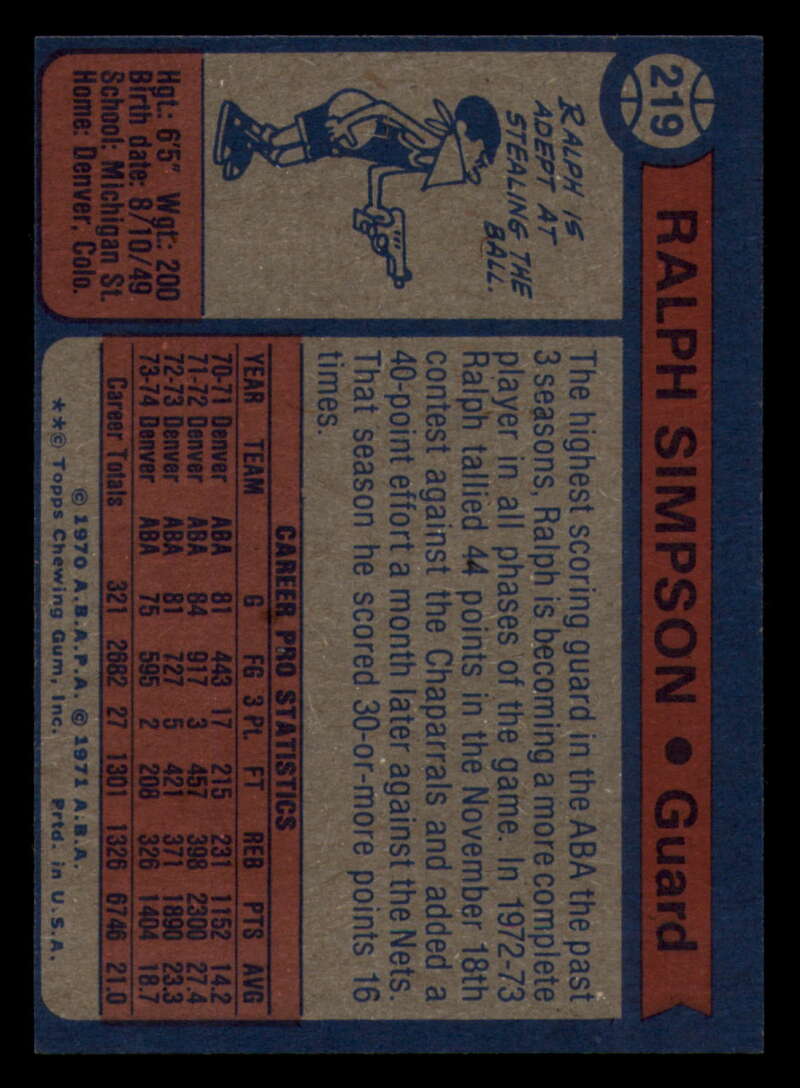 219
RALPH SIMPSON • Guard
RALPH IS
ADEPT AT
STEALING THE
BALL.
Hgt.: 6'5" Wgt.: 200
Birth date: 8/10/49
School: Michigan St.
Home: Denver, Colo.
The highest scoring guard in the ABA the past
3 seasons, Ralph is becoming a more complete
player in all phases of the game. In 1972-73
Ralph tallied 44 points in the November 18th
contest against the Chaparrals and added a
40-point effort a month later against the Nets.
That season he scored 30-or-more points 16
times.
CAREER PRO STATISTICS
YEAR TEAM G FG 3 Pt. FT REB PTS AVG
70-71 Denver ABA 81 443 17 215 231 1152 14.2
71-72 Denver ABA 84 917 3 457 398 2300 27.4
72-73 Denver ABA 81 727 5 421 371 1890 23.3
73-74 Denver ABA 75 595 2 208 326 1404 18.7
Career Totals 321 2682 27 1301 1326 6746 21.0
© 1970 A.B.A.P.A. © 1971 A.B.A.
**© Topps Chewing Gum, Inc. Prtd. in U.S.A.